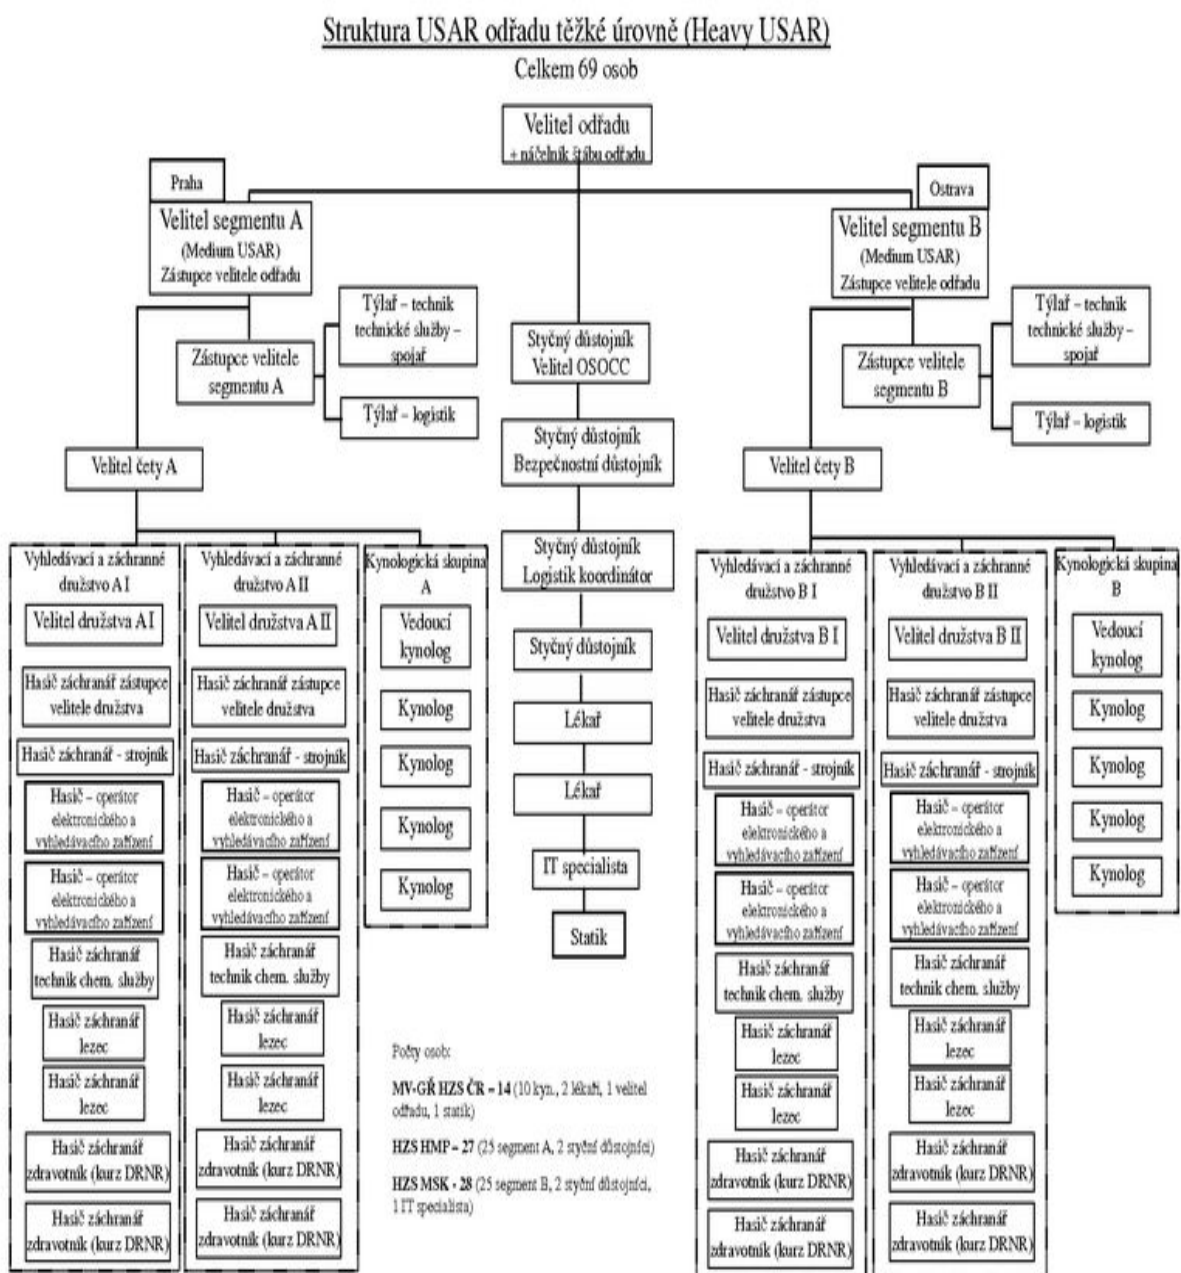 Struktura USAR odřadu těžké úrovně (Heavy USAR)
Celkem 69 osob
Velitel odřadu
+ náčelník štábu odřadu
Praha
Velitel segmentu A
(Medium USAR)
Zástupce velitele odřadu
Ostrava
Velitel segmentu B
(Medium USAR)
Zástupce velitele odřadu
Týlař – technik
technické služby –
spojař
Zástupce velitele
segmentu A
Týlař – logistik
Styčný důstojník
Velitel OSOCC
Týlař – technik
technické služby –
spojař
Zástupce velitele
segmentu B
Týlař – logistik
Velitel čety A
Styčný důstojník
Bezpečnostní důstojník
Velitel čety B
Styčný důstojník
Logistik koordinátor
Styčný důstojník
Lékař
Lékař
IT specialista
Statik
Vyhledávací a záchranné
družstvo A I
Velitel družstva A I
Hasič záchranář zástupce
velitele družstva
Hasič záchranář - strojník
Hasič – operátor
elektronického a
vyhledávacího zařízení
Hasič – operátor
elektronického a
vyhledávacího zařízení
Hasič záchranář
technik chem. služby
Hasič záchranář
lezec
Hasič záchranář
lezec
Hasič záchranář
zdravotník (kurz DRNR)
Hasič záchranář
zdravotník (kurz DRNR)
Vyhledávací a záchranné
družstvo A II
Velitel družstva A II
Hasič záchranář zástupce
velitele družstva
Hasič záchranář - strojník
Hasič – operátor
elektronického a
vyhledávacího zařízení
Hasič – operátor
elektronického a
vyhledávacího zařízení
Hasič záchranář
technik chem. služby
Hasič záchranář
lezec
Hasič záchranář
lezec
Hasič záchranář
zdravotník (kurz DRNR)
Hasič záchranář
zdravotník (kurz DRNR)
Kynologická skupina
A
Vedoucí
kynolog
Kynolog
Kynolog
Kynolog
Kynolog
Počty osob:
MV-GŘ HZS ČR – 14 (10 kyn., 2 lékaři, 1 velitel
odřadu, 1 statik)
HZS HMP – 27 (25 segment A, 2 styční důstojníci)
HZS MSK - 28 (25 segment B, 2 styční důstojníci,
1 IT specialista)
Vyhledávací a záchranné
družstvo B I
Velitel družstva B I
Hasič záchranář zástupce
velitele družstva
Hasič záchranář - strojník
Hasič – operátor
elektronického a
vyhledávacího zařízení
Hasič – operátor
elektronického a
vyhledávacího zařízení
Hasič záchranář
technik chem. služby
Hasič záchranář
lezec
Hasič záchranář
lezec
Hasič záchranář
zdravotník (kurz DRNR)
Hasič záchranář
zdravotník (kurz DRNR)
Vyhledávací a záchranné
družstvo B II
Velitel družstva B II
Hasič záchranář zástupce
velitele družstva
Hasič záchranář - strojník
Hasič – operátor
elektronického a
vyhledávacího zařízení
Hasič – operátor
elektronického a
vyhledávacího zařízení
Hasič záchranář
technik chem. služby
Hasič záchranář
lezec
Hasič záchranář
lezec
Hasič záchranář
zdravotník (kurz DRNR)
Hasič záchranář
zdravotník (kurz DRNR)
Kynologická skupina
B
Vedoucí
kynolog
Kynolog
Kynolog
Kynolog
Kynolog